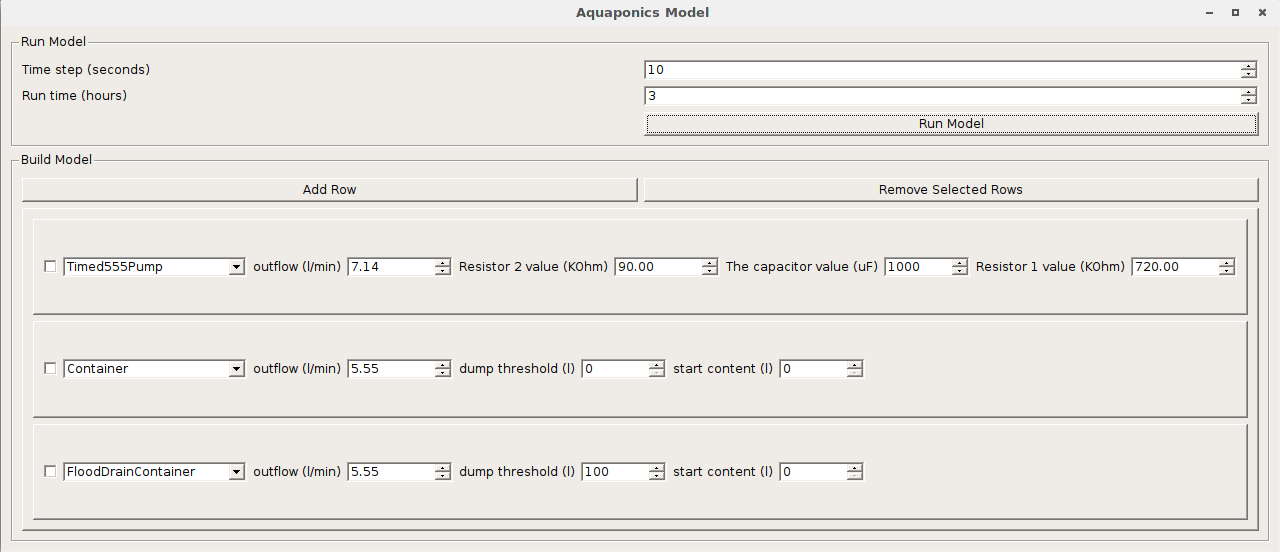 Aquaponics Model
Run Model
Time step (seconds) 10
Run time (hours) 3
Run Model
Build Model
Add Row Remove Selected Rows
Timed555Pump outflow (l/min) 7.14 Resistor 2 value (KOhm) 90.00 The capacitor value (uF) 1000 Resistor 1 value (KOhm) 720.00
Container outflow (l/min) 5.55 dump threshold (l) 0 start content (l) 0
FloodDrainContainer outflow (l/min) 5.55 dump threshold (l) 100 start content (l) 0